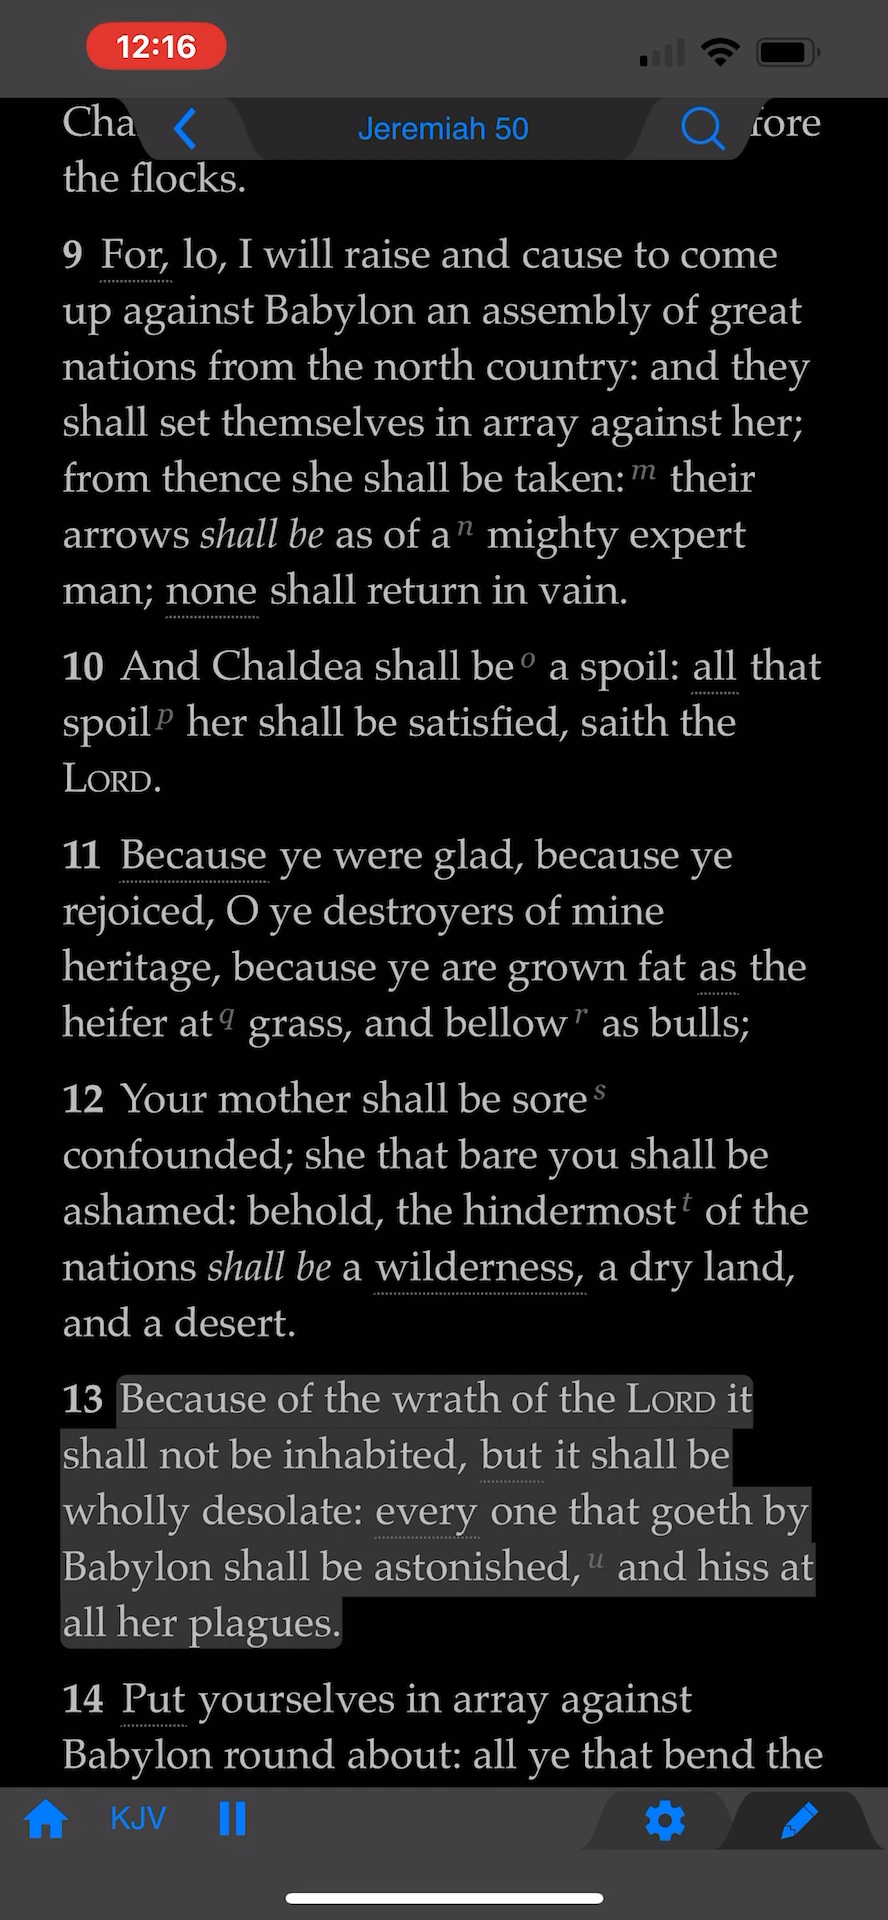 12:16
Jeremiah 50
Cha fore
the flocks.
9 For, lo, I will raise and cause to come
up against Babylon an assembly of great
nations from the north country: and they
shall set themselves in array against her;
from thence she shall be taken: m their
arrows shall be as of a n mighty expert
man; none shall return in vain.
10 And Chaldea shall be o a spoil: all that
spoil p her shall be satisfied, saith the
LORD.
11 Because ye were glad, because ye
rejoiced, O ye destroyers of mine
heritage, because ye are grown fat as the
heifer at q grass, and bellow r as bulls;
12 Your mother shall be sore s
confounded; she that bare you shall be
ashamed: behold, the hindermost t of the
nations shall be a wilderness, a dry land,
and a desert.
13 Because of the wrath of the LORD it
shall not be inhabited, but it shall be
wholly desolate: every one that goeth by
Babylon shall be astonished, u and hiss at
all her plagues.
14 Put yourselves in array against
Babylon round about: all ye that bend the
KJV